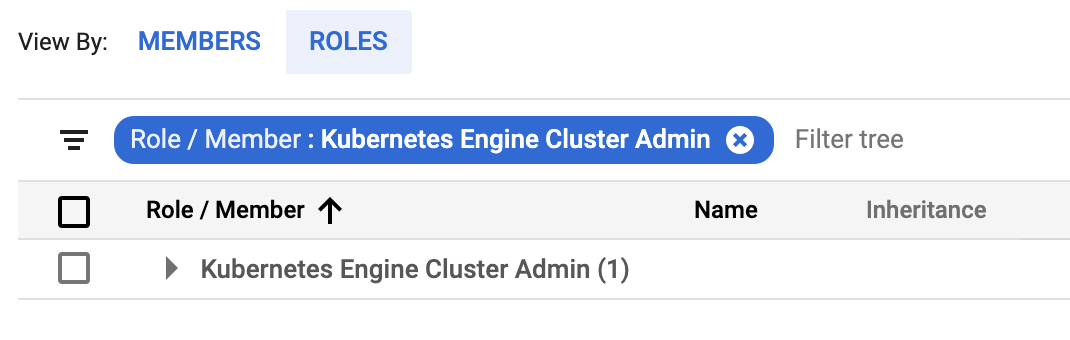 View By: MEMBERS ROLES
Role / Member : Kubernetes Engine Cluster Admin Filter tree
Role / Member Name Inheritance
Kubernetes Engine Cluster Admin (1)